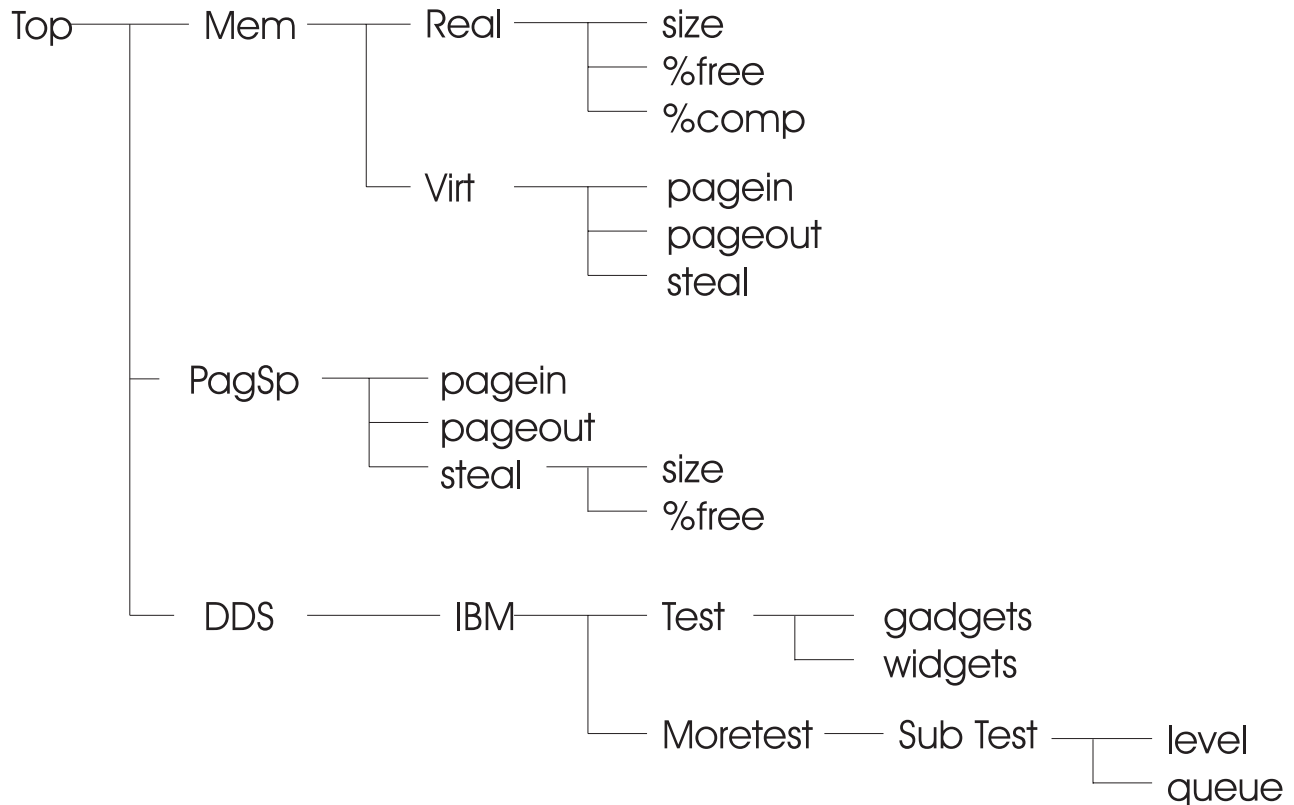 Top Mem Real size
%free
%comp
Virt pagein
pageout
steal
PagSp pagein
pageout
steal size
%free
DDS IBM Test gadgets
widgets
Moretest Sub Test level
queue